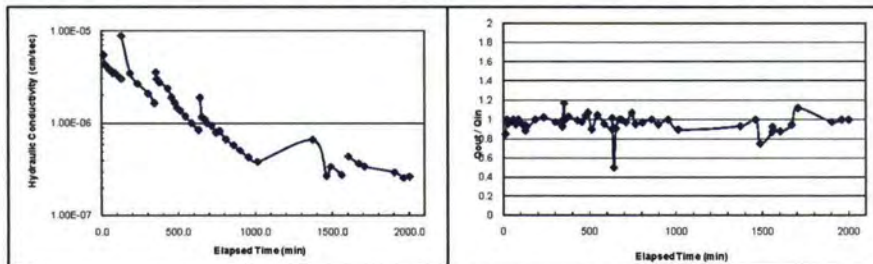 1.00E-05
1.00E-06
1.00E-07
Hydraulic Conductivity (cm/sec)
0.0 500.0 1000.0 1500.0 2000.0
Elapsed Time (min)
2
1.8
1.6
1.4
1.2
1
0.8
0.6
0.4
0.2
0
Qout / Qin
0 500 1000 1500 2000
Elapsed Time (min)